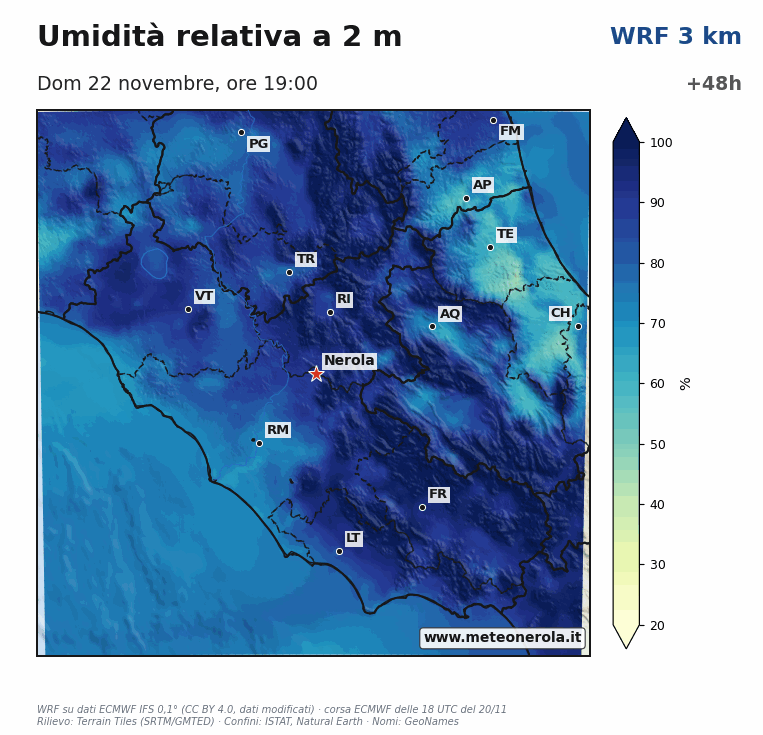 Umidità relativa a 2 m
WRF 3 km
Dom 22 novembre, ore 19:00
+48h
FM
PG
AP
TE
TR
VT
RI
AQ
CH
Nerola
RM
FR
LT
www.meteonerola.it
100
90
80
70
60
50
40
30
20
%
WRF su dati ECMWF IFS 0,1° (CC BY 4.0, dati modificati) · corsa ECMWF delle 18 UTC del 20/11
Rilievo: Terrain Tiles (SRTM/GMTED) · Confini: ISTAT, Natural Earth · Nomi: GeoNames